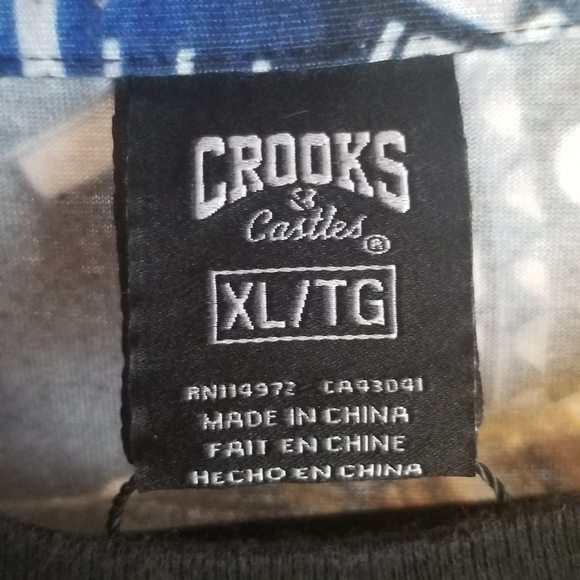 CROOKS
&
Castles®
XL/TG
RN114972 CA43041
MADE IN CHINA
FAIT EN CHINE
HECHO EN CHINA